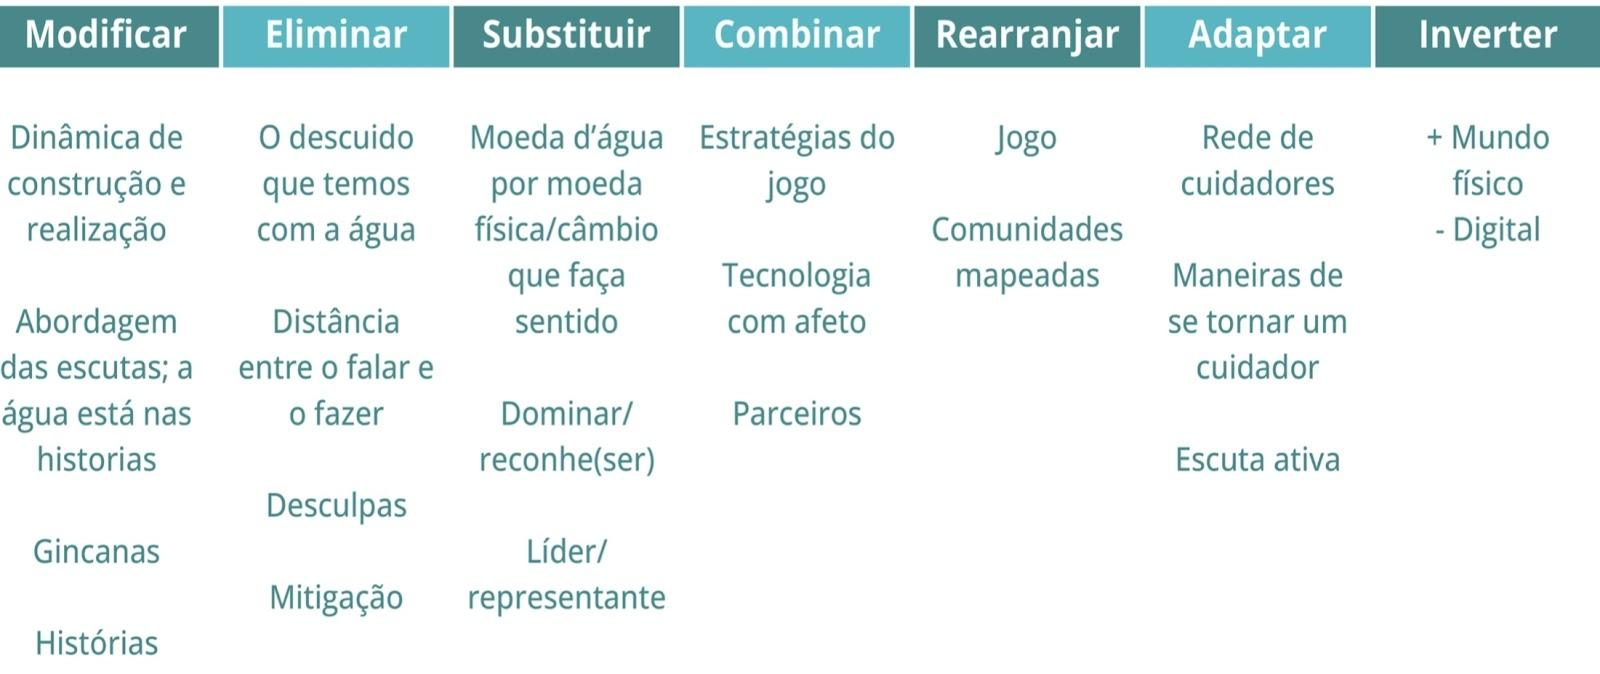 Modificar
Eliminar
Substituir
Combinar
Rearranjar
Adaptar
Inverter
Dinâmica de
construção e
realização
Abordagem
das escutas; a
água está nas
historias
Gincanas
Histórias
O descuido
que temos
com a água
Distância
entre o falar e
o fazer
Desculpas
Mitigação
Moeda d’água
por moeda
física/câmbio
que faça
sentido
Dominar/
reconhe(ser)
Líder/
representante
Estratégias do
jogo
Tecnologia
com afeto
Parceiros
Jogo
Comunidades
mapeadas
Rede de
cuidadores
Maneiras de
se tornar um
cuidador
Escuta ativa
+ Mundo
físico
- Digital